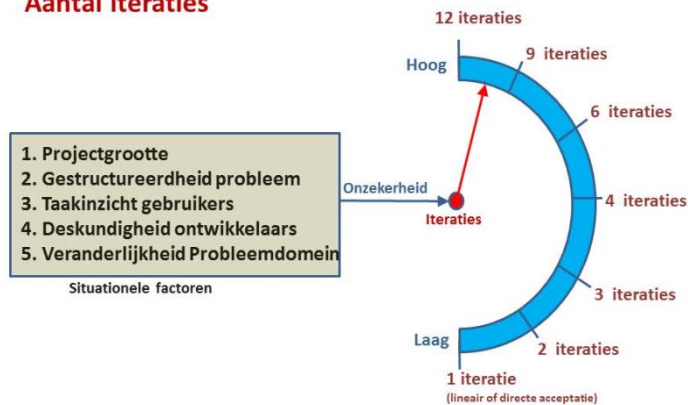 Aantal Iteraties
12 iteraties
Hoog
9 iteraties
6 iteraties
1. Projectgrootte
2. Gestructureerdheid probleem
3. Taakinzicht gebruikers
4. Deskundigheid ontwikkelaars
5. Veranderlijkheid Probleemdomein
Situationele factoren
Onzekerheid
Iteraties
4 iteraties
3 iteraties
Laag
2 iteraties
1 iteratie
(lineair of directe acceptatie)